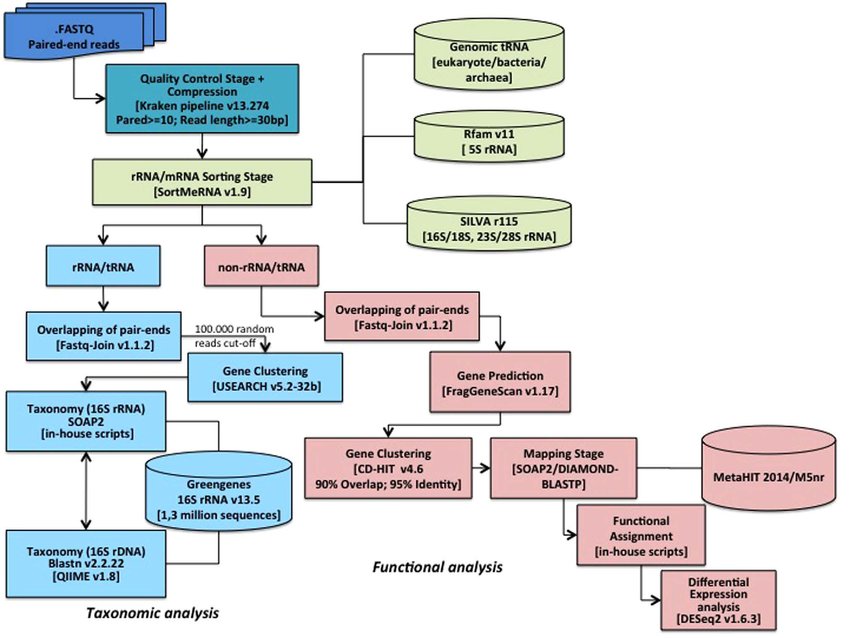 .FASTQ
Paired-end reads
Quality Control Stage +
Compression
[Kraken pipeline v13.274
Pared>=10; Read length>=30bp]
Genomic tRNA
[eukaryote/bacteria/
archaea]
Rfam v11
[ 5S rRNA]
rRNA/mRNA Sorting Stage
[SortMeRNA v1.9]
SILVA r115
[16S/18S, 23S/28S rRNA]
rRNA/tRNA
non-rRNA/tRNA
Overlapping of pair-ends
[Fastq-Join v1.1.2]
100.000 random
reads cut-off
Overlapping of pair-ends
[Fastq-Join v1.1.2]
Gene Clustering
[USEARCH v5.2-32b]
Gene Prediction
[FragGeneScan v1.17]
Taxonomy (16S rRNA)
SOAP2
[in-house scripts]
Gene Clustering
[CD-HIT v4.6
90% Overlap; 95% Identity]
Mapping Stage
[SOAP2/DIAMOND-
BLASTP]
MetaHIT 2014/M5nr
Greengenes
16S rRNA v13.5
[1,3 million sequences]
Functional
Assignment
[in-house scripts]
Taxonomy (16S rDNA)
Blastn v2.2.22
[QIIME v1.8]
Functional analysis
Differential
Expression
analysis
[DESeq2 v1.6.3]
Taxonomic analysis